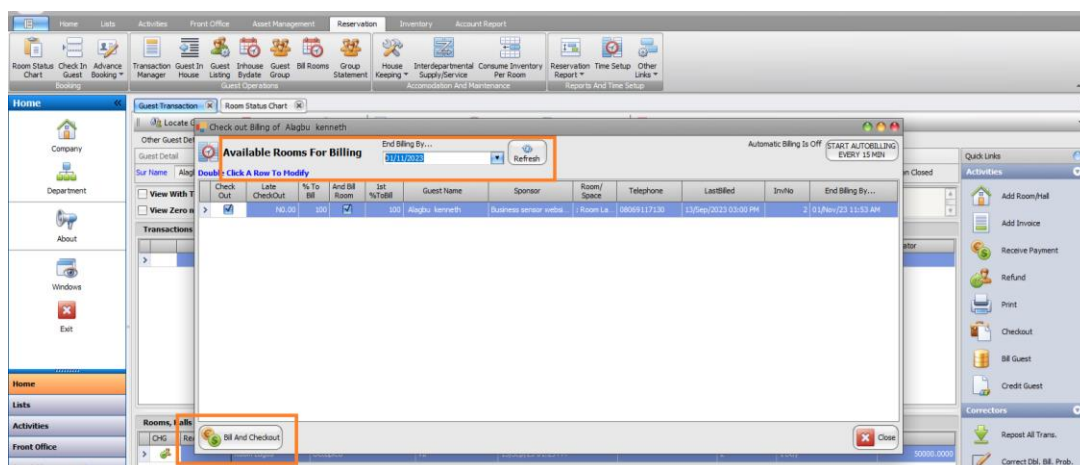 Home Lists Activities Front Office Asset Management Reservation Inventory Account Report
Room Status Chart
Check In Guest
Advance Booking
Transaction Manager
Guest In House
Guest Listing
Inhouse Bydate
Guest Group
Bill Rooms
Group Statement
House Keeping
Interdepartmental Supply/Service
Consume Inventory Per Room
Reservation Report
Time Setup
Other Links
Booking
Guest Operations
Accomodation And Maintenance
Reports And Time Setup
Home
Company
Department
About
Windows
Exit
Home
Lists
Activities
Front Office
Guest Transaction Room Status Chart
Locate G
Other Guest Det
Guest Detail
Sur Name Alagb
View With T
View Zero n
Transactions
Rooms, Halls
CHG
Check out Billing of Alagbu kenneth
Available Rooms For Billing
End Billing By...
01/11/2023
Refresh
Automatic Billing Is Off
START AUTOBILLING EVERY 15 MIN
Double Click A Row To Modify
Check Out Late CheckOut % To Bill And Bill Room 1st %ToBill Guest Name Sponsor Room/ Space Telephone LastBilled InvNo End Biling By...
N0.00 100 100 Alagbu kenneth Business sensor websi... : Room La... 08069117130 13/Sep/2023 03:00 PM 2 01/Nov/23 11:53 AM
Bill And Checkout
Close
n Closed
ator
50000.0000
Quick Links
Activities
Add Room/Hall
Add Invoice
Receive Payment
Refund
Print
Checkout
Bill Guest
Credit Guest
Correctors
Repost All Trans.
Correct Dbl. Bill. Prob.